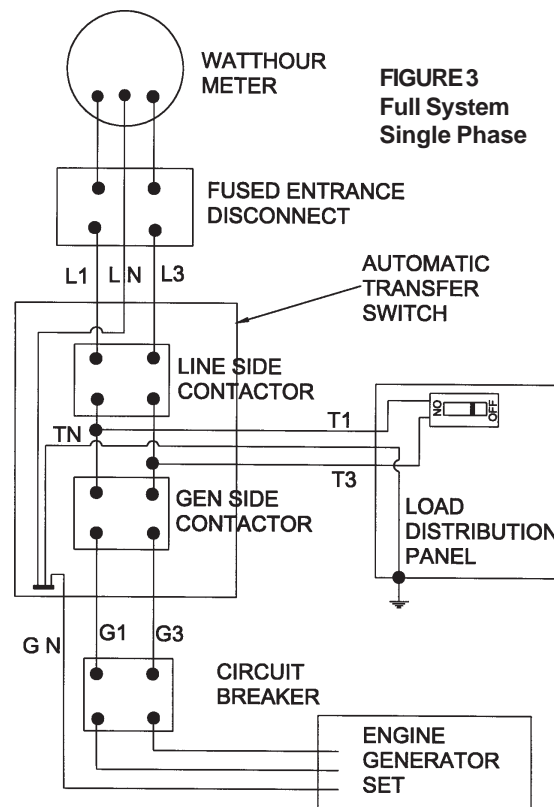 WATTHOUR
METER
FIGURE 3
Full System
Single Phase
FUSED ENTRANCE
DISCONNECT
L1 L N L3
AUTOMATIC
TRANSFER
SWITCH
LINE SIDE
CONTACTOR
NO OFF
TN
T1
T3
GEN SIDE
CONTACTOR
LOAD
DISTRIBUTION
PANEL
G N G1 G3
CIRCUIT
BREAKER
ENGINE
GENERATOR
SET